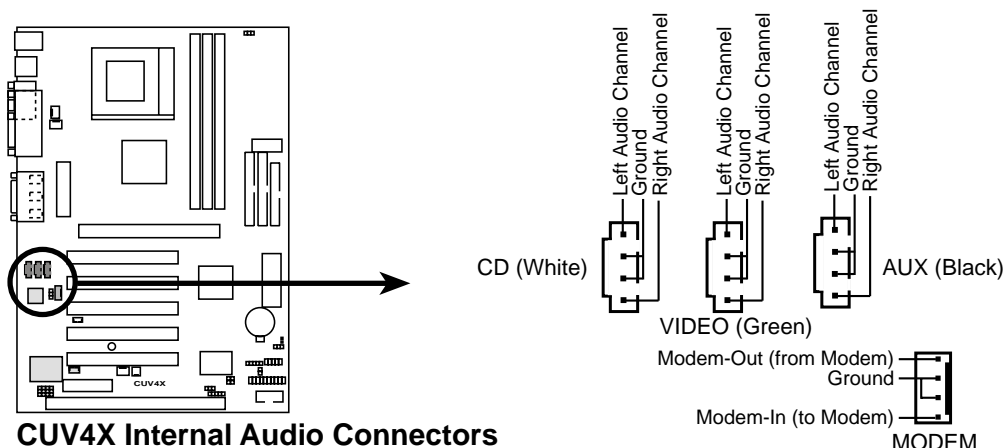 Left Audio Channel
Ground
Right Audio Channel
Left Audio Channel
Ground
Right Audio Channel
Left Audio Channel
Ground
Right Audio Channel
CD (White)
AUX (Black)
VIDEO (Green)
Modem-Out (from Modem)
Ground
Modem-In (to Modem)
MODEM
CUV4X
CUV4X Internal Audio Connectors